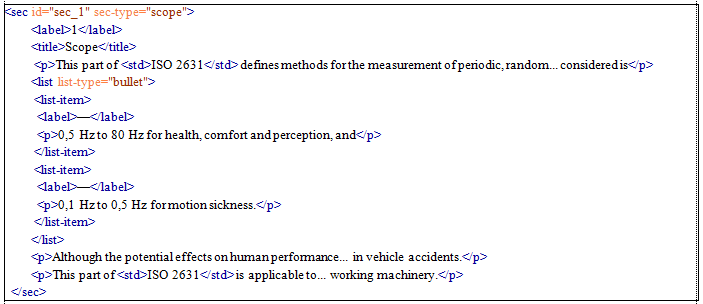 <sec id="sec_1" sec-type="scope">
<label>1</label>
<title>Scope</title>
<p>This part of <std>ISO 2631</std> defines methods for the measurement of periodic, random... considered is</p>
<list list-type="bullet">
<list-item>
<label>—</label>
<p>0,5 Hz to 80 Hz for health, comfort and perception, and</p>
</list-item>
<list-item>
<label>—</label>
<p>0,1 Hz to 0,5 Hz for motion sickness.</p>
</list-item>
</list>
<p>Although the potential effects on human performance... in vehicle accidents.</p>
<p>This part of <std>ISO 2631</std> is applicable to... working machinery.</p>
</sec>